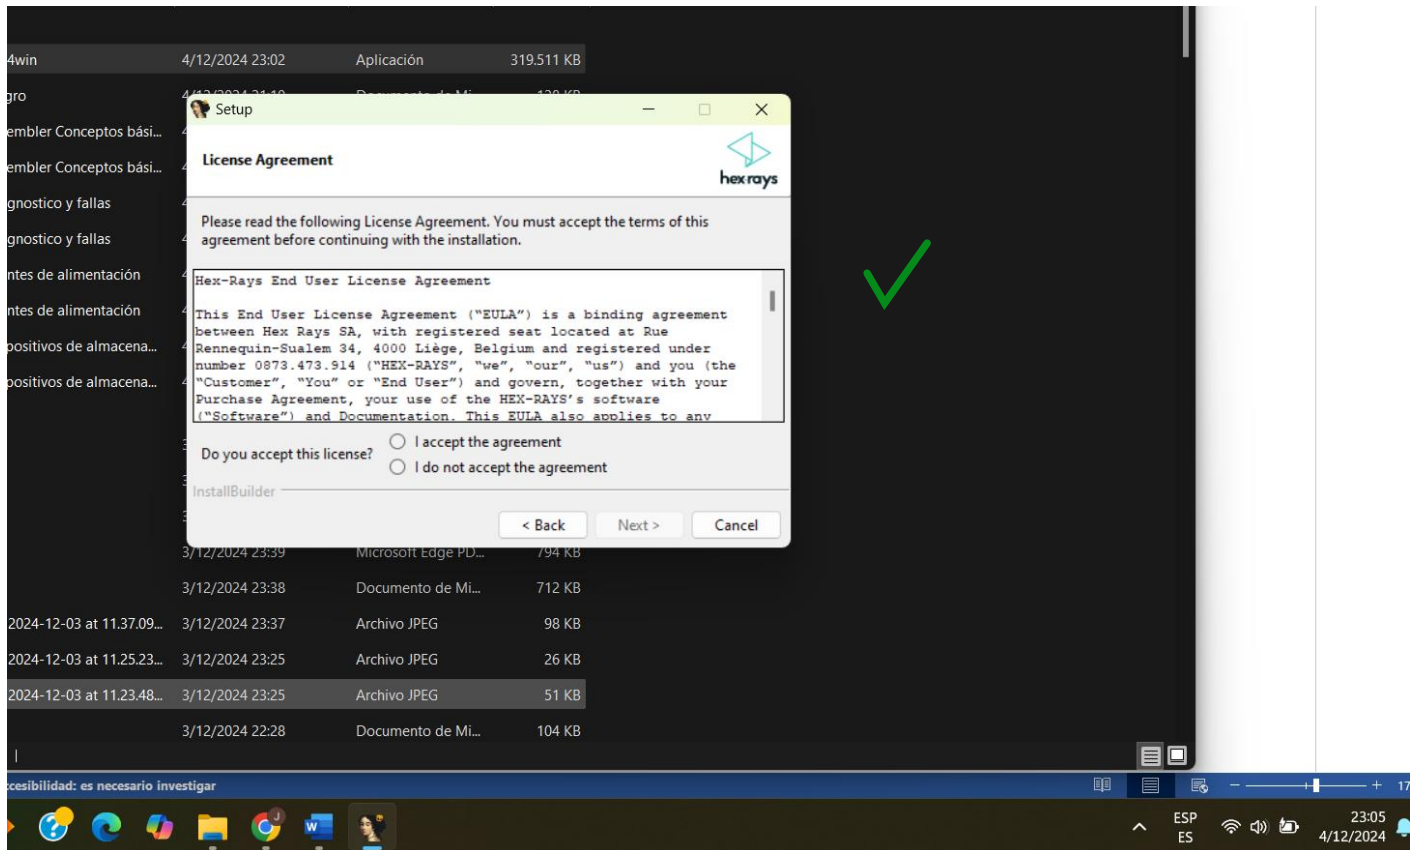 4win 4/12/2024 23:02 Aplicación 319.511 KB
gro
Setup
embler Conceptos bási...
License Agreement
hex-rays
embler Conceptos bási...
gnostico y fallas
Please read the following License Agreement. You must accept the terms of this
agreement before continuing with the installation.
gnostico y fallas
ntes de alimentación
ntes de alimentación
positivos de almacena...
positivos de almacena...
Hex-Rays End User License Agreement
This End User License Agreement (“EULA”) is a binding agreement
between Hex Rays SA, with registered seat located at Rue
Rennequin-Sualem 34, 4000 Liège, Belgium and registered under
number 0873.473.914 (“HEX-RAYS”, “we”, “our”, “us”) and you (the
“Customer”, “You” or “End User”) and govern, together with your
Purchase Agreement, your use of the HEX-RAYS’s software
(“Software”) and Documentation. This EULA also applies to any
Do you accept this license?
I accept the agreement
I do not accept the agreement
InstallBuilder
< Back Next > Cancel
3/12/2024 23:39 Microsoft Edge PD... 794 KB
3/12/2024 23:38 Documento de Mi... 712 KB
2024-12-03 at 11.37.09... 3/12/2024 23:37 Archivo JPEG 98 KB
2024-12-03 at 11.25.23... 3/12/2024 23:25 Archivo JPEG 26 KB
2024-12-03 at 11.23.48... 3/12/2024 23:25 Archivo JPEG 51 KB
3/12/2024 22:28 Documento de Mi... 104 KB
ccesibilidad: es necesario investigar
17
ESP
ES
23:05
4/12/2024